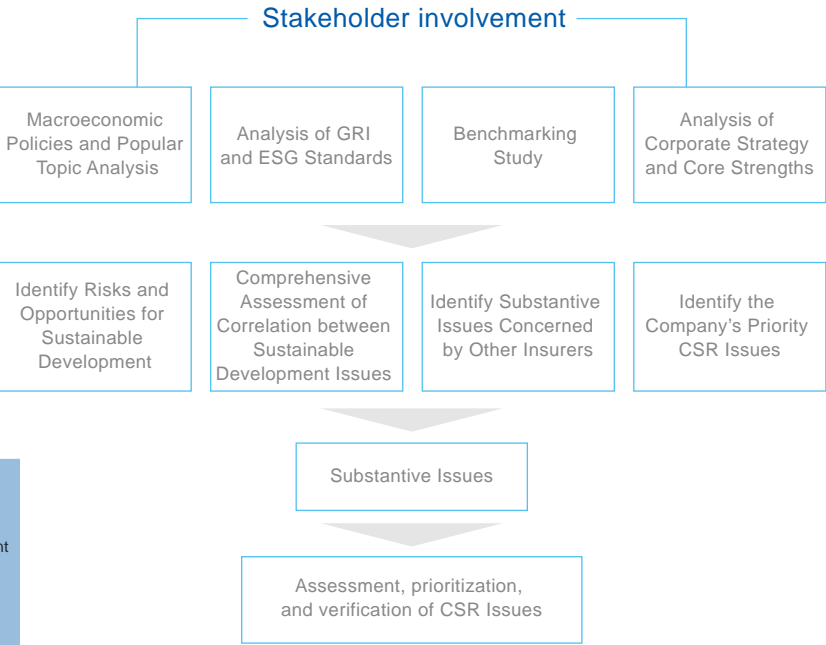 Stakeholder involvement
Macroeconomic
Policies and Popular
Topic Analysis
Analysis of GRI
and ESG Standards
Benchmarking
Study
Analysis of
Corporate Strategy
and Core Strengths
Identify Risks and
Opportunities for
Sustainable
Development
Comprehensive
Assessment of
Correlation between
Sustainable
Development Issues
Identify Substantive
Issues Concerned
by Other Insurers
Identify the
Company's Priority
CSR Issues
Substantive Issues
Assessment, prioritization,
and verification of CSR Issues